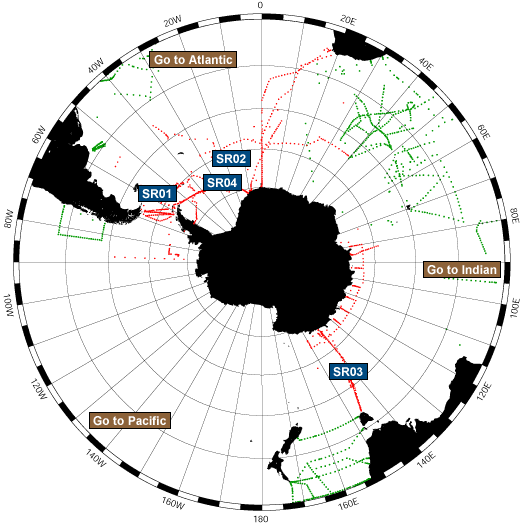 0
20W
20E
40W
Go to Atlantic
40E
60W
60E
SR02
SR04
SR01
80W
80E
Go to Indian
100W
100E
SR03
120W
120E
Go to Pacific
140W
140E
160W
160E
180